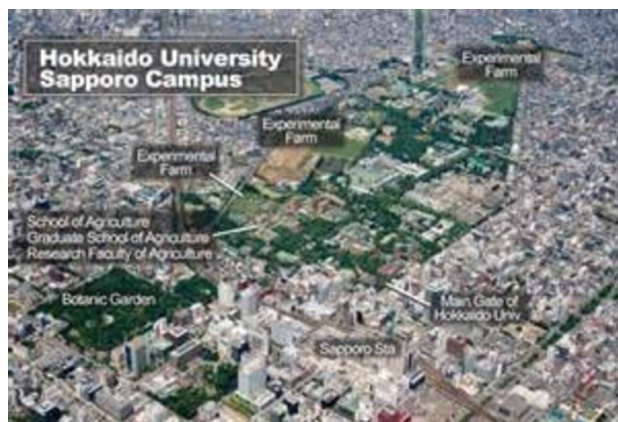 Hokkaido University
Sapporo Campus
Experimental
Farm
Experimental
Farm
Experimental
Farm
School of Agriculture
Graduate School of Agriculture
Research Faculty of Agriculture
Botanic Garden
Main Gate of
Hokkaido Univ.
Sapporo Sta